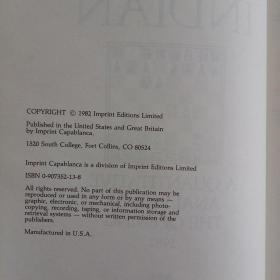 INDIAN
COPYRIGHT © 1982 Imprint Editions Limited
Published in the United States and Great Britain
by Imprint Capablanca.
1520 South College, Fort Collins, CO 80524
Imprint Capablanca is a division of Imprint Editions Limited
ISBN 0-907352-13-8
All rights reserved. No part of this publication may be
reproduced or used in any form or by any means —
graphic, electronic, or mechanical, including photo-
copying, recording, taping, or information storage and
retrieval systems — without written permission of the
publishers.
Manufactured in U.S.A.